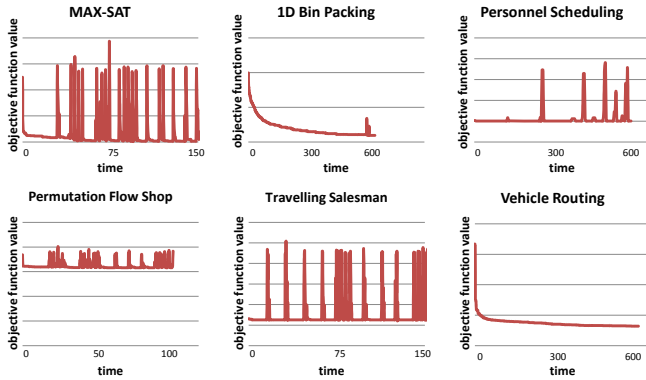 MAX-SAT
objective function value
0 75 150
time
1D Bin Packing
objective function value
0 300 600
time
Personnel Scheduling
objective function value
0 300 600
time
Permutation Flow Shop
objective function value
0 50 100
time
Travelling Salesman
objective function value
0 75 150
time
Vehicle Routing
objective function value
0 300 600
time